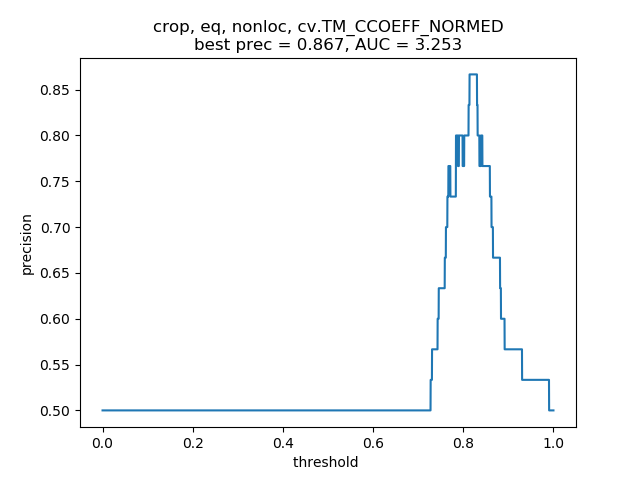 crop, eq, nonloc, cv.TM_CCOEFF_NORMED
best prec = 0.867, AUC = 3.253
0.85
0.80
0.75
0.70
0.65
0.60
0.55
0.50
precision
0.0 0.2 0.4 0.6 0.8 1.0
threshold